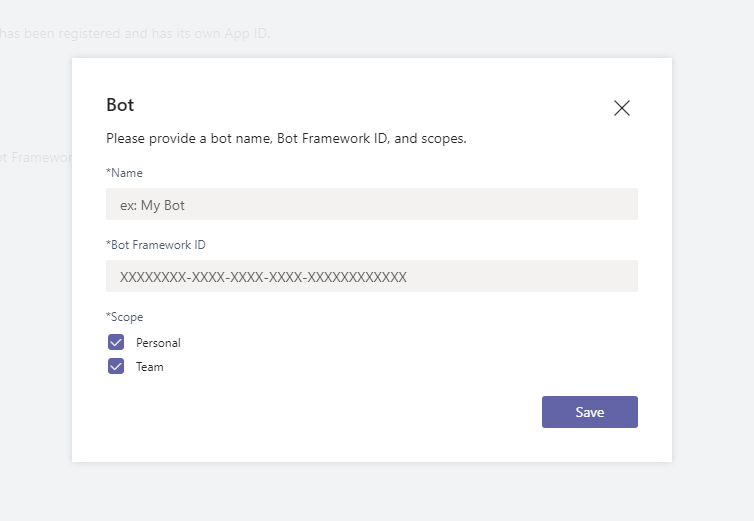 has been registered and has its own App ID.
Bot
Please provide a bot name, Bot Framework ID, and scopes.
ot Framewor
*Name
ex: My Bot
*Bot Framework ID
XXXXXXXX-XXXX-XXXX-XXXX-XXXXXXXXXXXX
*Scope
Personal
Team
Save